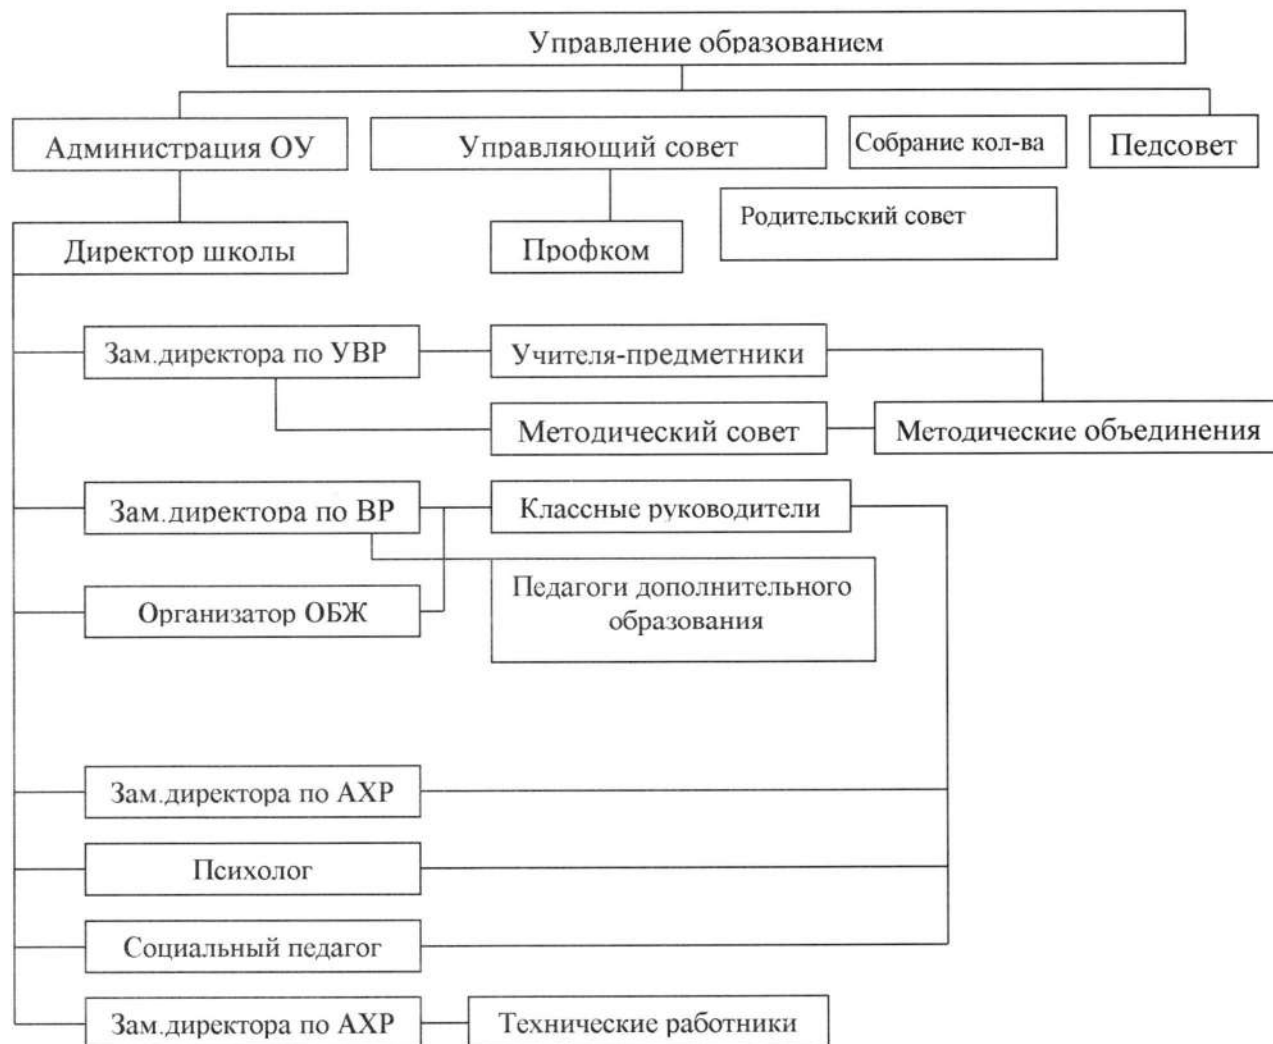 Управление образованием
Администрация ОУ
Управляющий совет
Собрание кол-ва
Педсовет
Родительский совет
Директор школы
Профком
Зам.директора по УВР
Учителя-предметники
Методический совет
Методические объединения
Зам.директора по ВР
Классные руководители
Педагоги дополнительного
образования
Организатор ОБЖ
Зам.директора по АХР
Психолог
Социальный педагог
Зам.директора по АХР
Технические работники